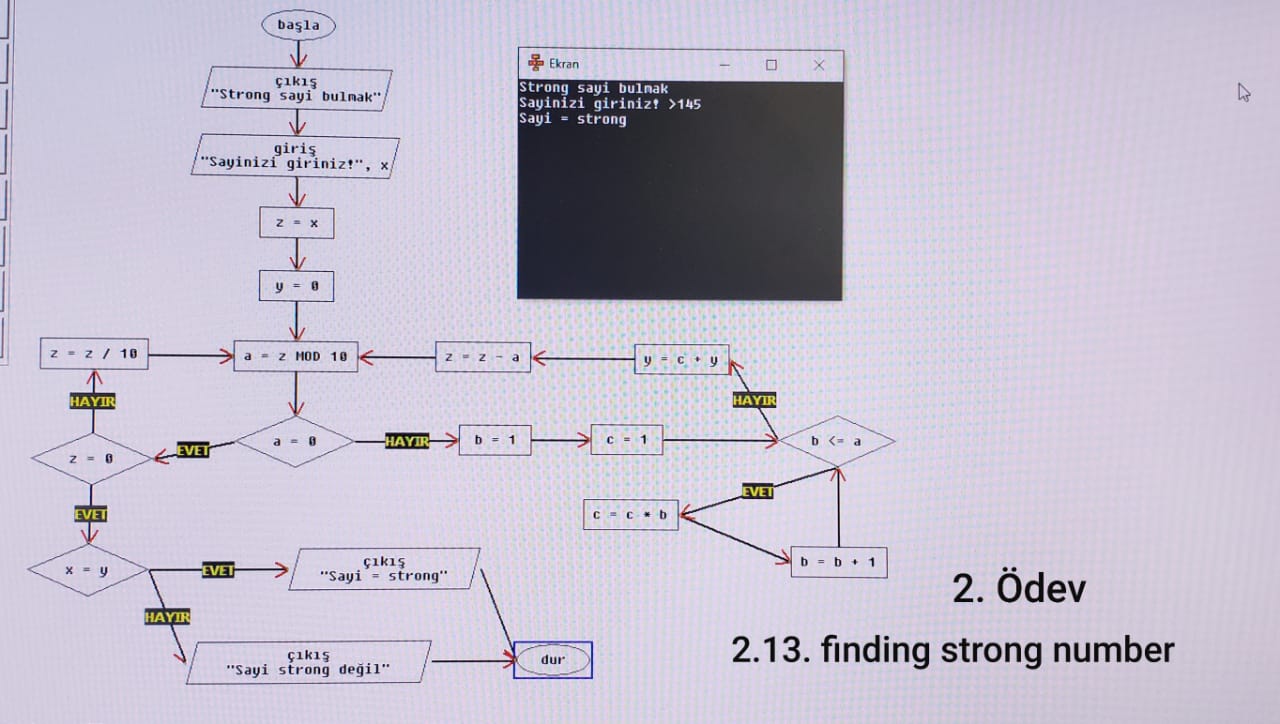 başla
çıkış
"Strong sayi bulmak"
giriş
"Sayinizi giriniz!", x
z = x
y = 0
z = z / 10
a = z MOD 10
z = z - a
y = c + y
HAYIR
HAYIR
a = 0
HAYIR
b = 1
c = 1
b <= a
EVET
z = 0
EVET
c = c * b
EVET
b = b + 1
x = y
EVET
çıkış
"Sayi = strong"
HAYIR
çıkış
"Sayi strong değil"
dur
Ekran
Strong sayi bulmak
Sayinizi giriniz! >145
Sayi = strong
2. Ödev
2.13. finding strong number